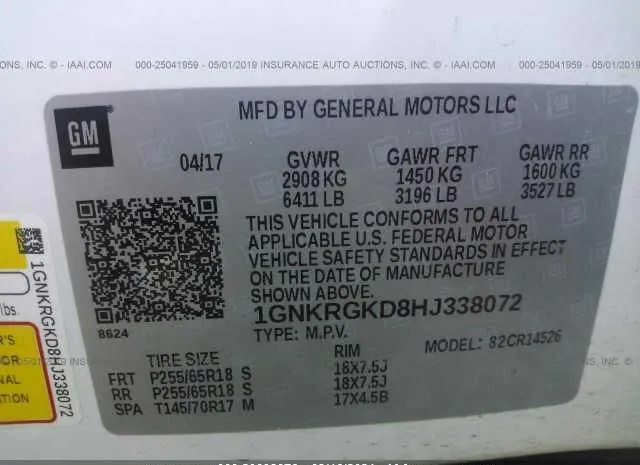 ONS, INC. - IAAI.COM 000-25041959 - 05/01/2019 INSURANCE AUTO AUCTIONS, INC. - IAAI.COM 000-25041959
GM
MFD BY GENERAL MOTORS LLC
04/17 GVWR GAWR FRT GAWR RR
2908 KG 1450 KG 1600 KG
6411 LB 3196 LB 3527 LB
THIS VEHICLE CONFORMS TO ALL
APPLICABLE U.S. FEDERAL MOTOR
VEHICLE SAFETY STANDARDS IN EFFECT
ON THE DATE OF MANUFACTURE
SHOWN ABOVE.
1GNKRGKD8HJ338072
8624
TYPE: M.P.V. MODEL: 82CR14526
TIRE SIZE RIM
FRT P255/65R18 S 18X7.5J
RR P255/65R18 S 18X7.5J
SPA T145/70R17 M 17X4.5B
1GNKRGKD8HJ338072
lbs.
R'S
OR
NAL
ATION